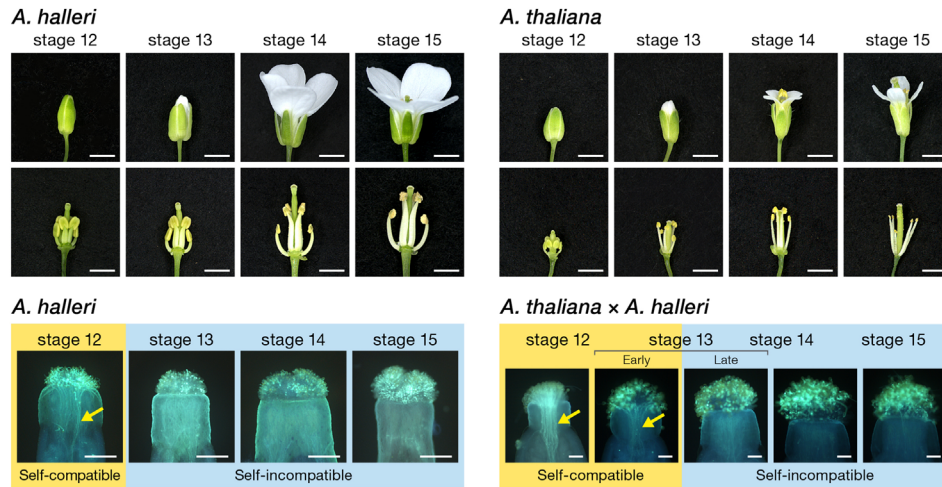 A. halleri
stage 12 stage 13 stage 14 stage 15
A. thaliana
stage 12 stage 13 stage 14 stage 15
A. halleri
stage 12 stage 13 stage 14 stage 15
Self-compatible Self-incompatible
A. thaliana × A. halleri
stage 12 stage 13 stage 14 stage 15
Early Late
Self-compatible Self-incompatible